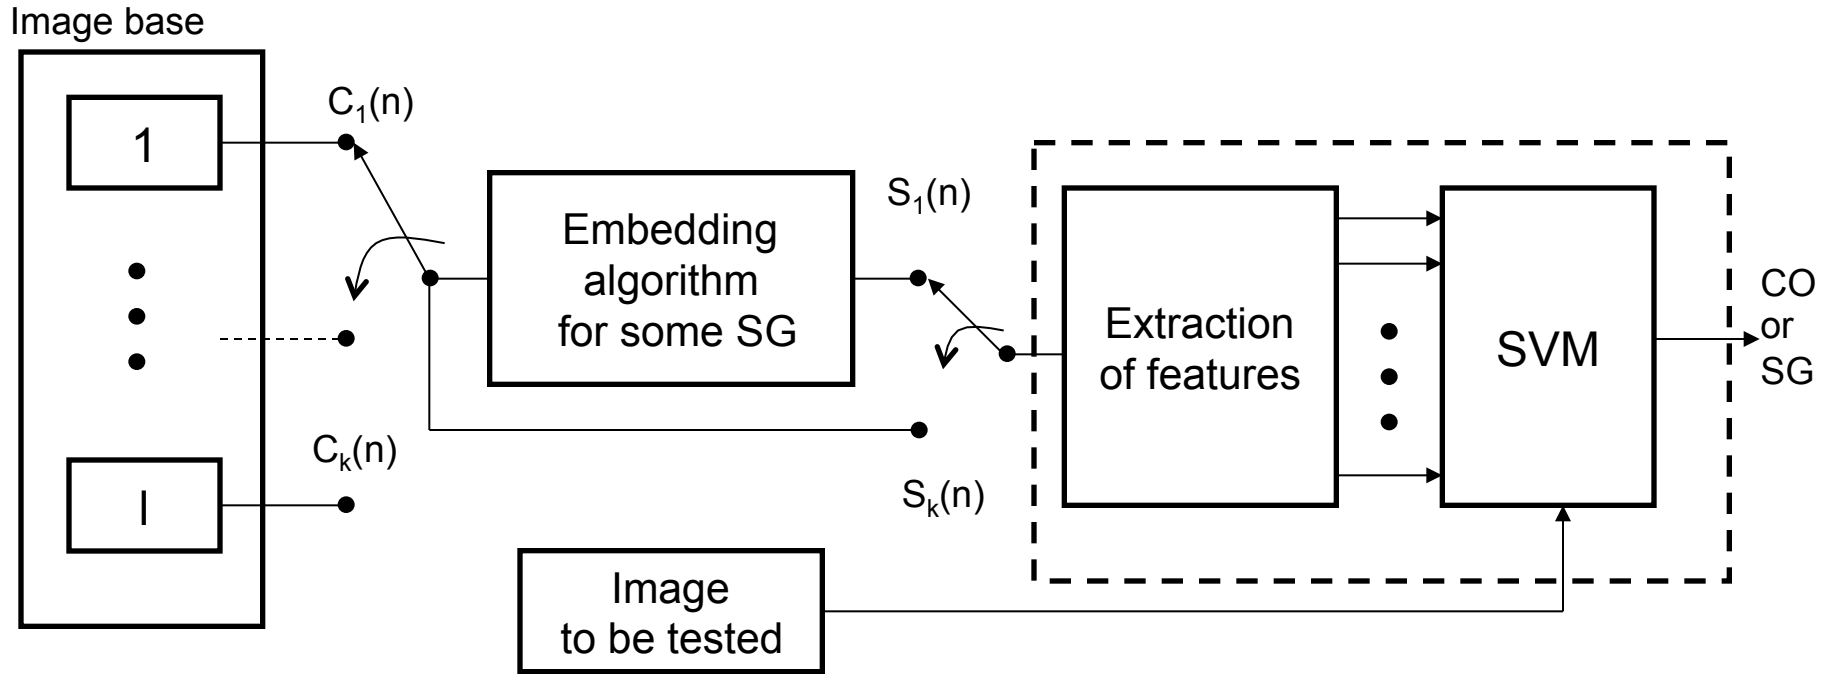 Image base
1
C₁(n)
Embedding
algorithm
for some SG
S₁(n)
Extraction
of features
SVM
CO
or
SG
Cₖ(n)
I
Sₖ(n)
Image
to be tested